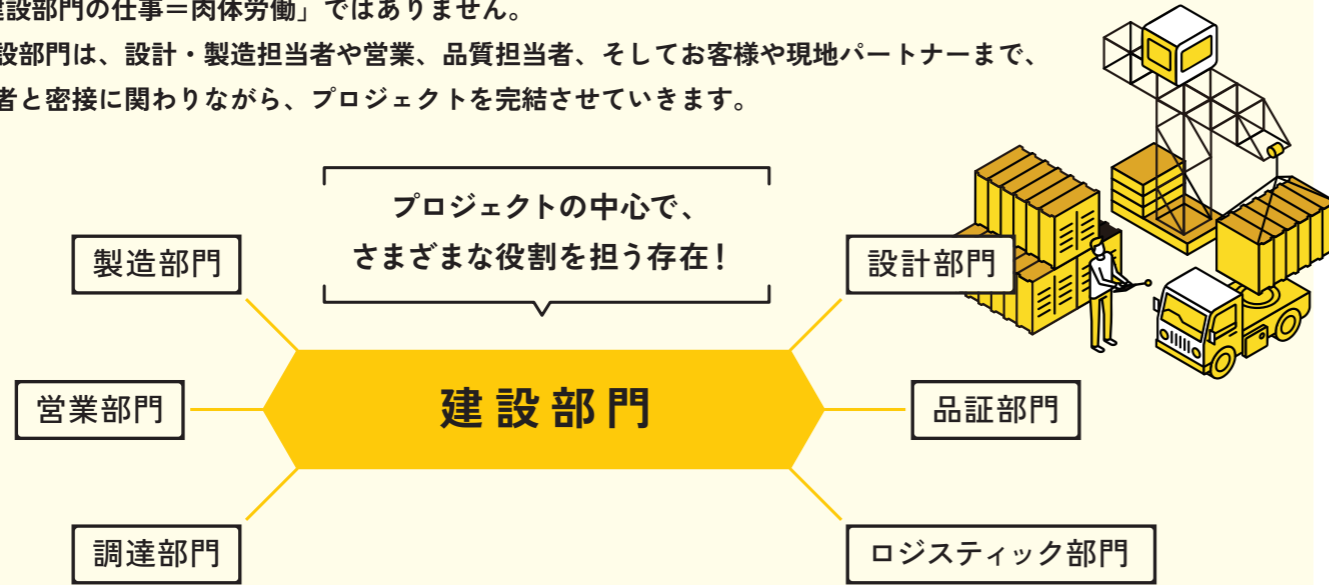 建設部門の仕事＝肉体労働」ではありません。
設部門は、設計・製造担当者や営業、品質担当者、そしてお客様や現地パートナーまで、
者と密接に関わりながら、プロジェクトを完結させていきます。
プロジェクトの中心で、
さまざまな役割を担う存在！
製造部門
設計部門
営業部門
建設部門
品証部門
調達部門
ロジスティック部門